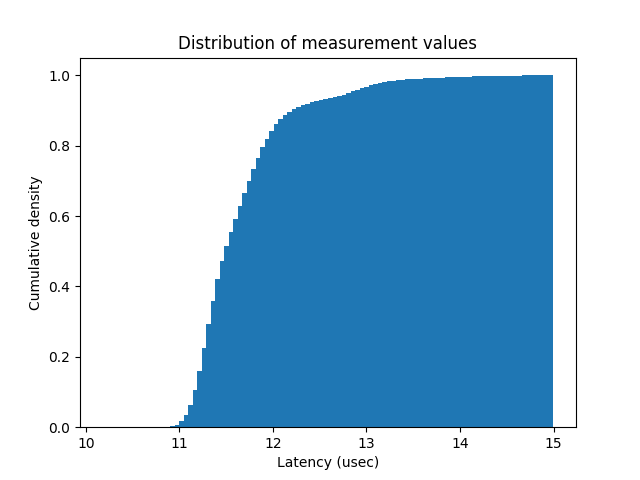 Distribution of measurement values
Cumulative density
1.0
0.8
0.6
0.4
0.2
0.0
10 11 12 13 14 15
Latency (usec)